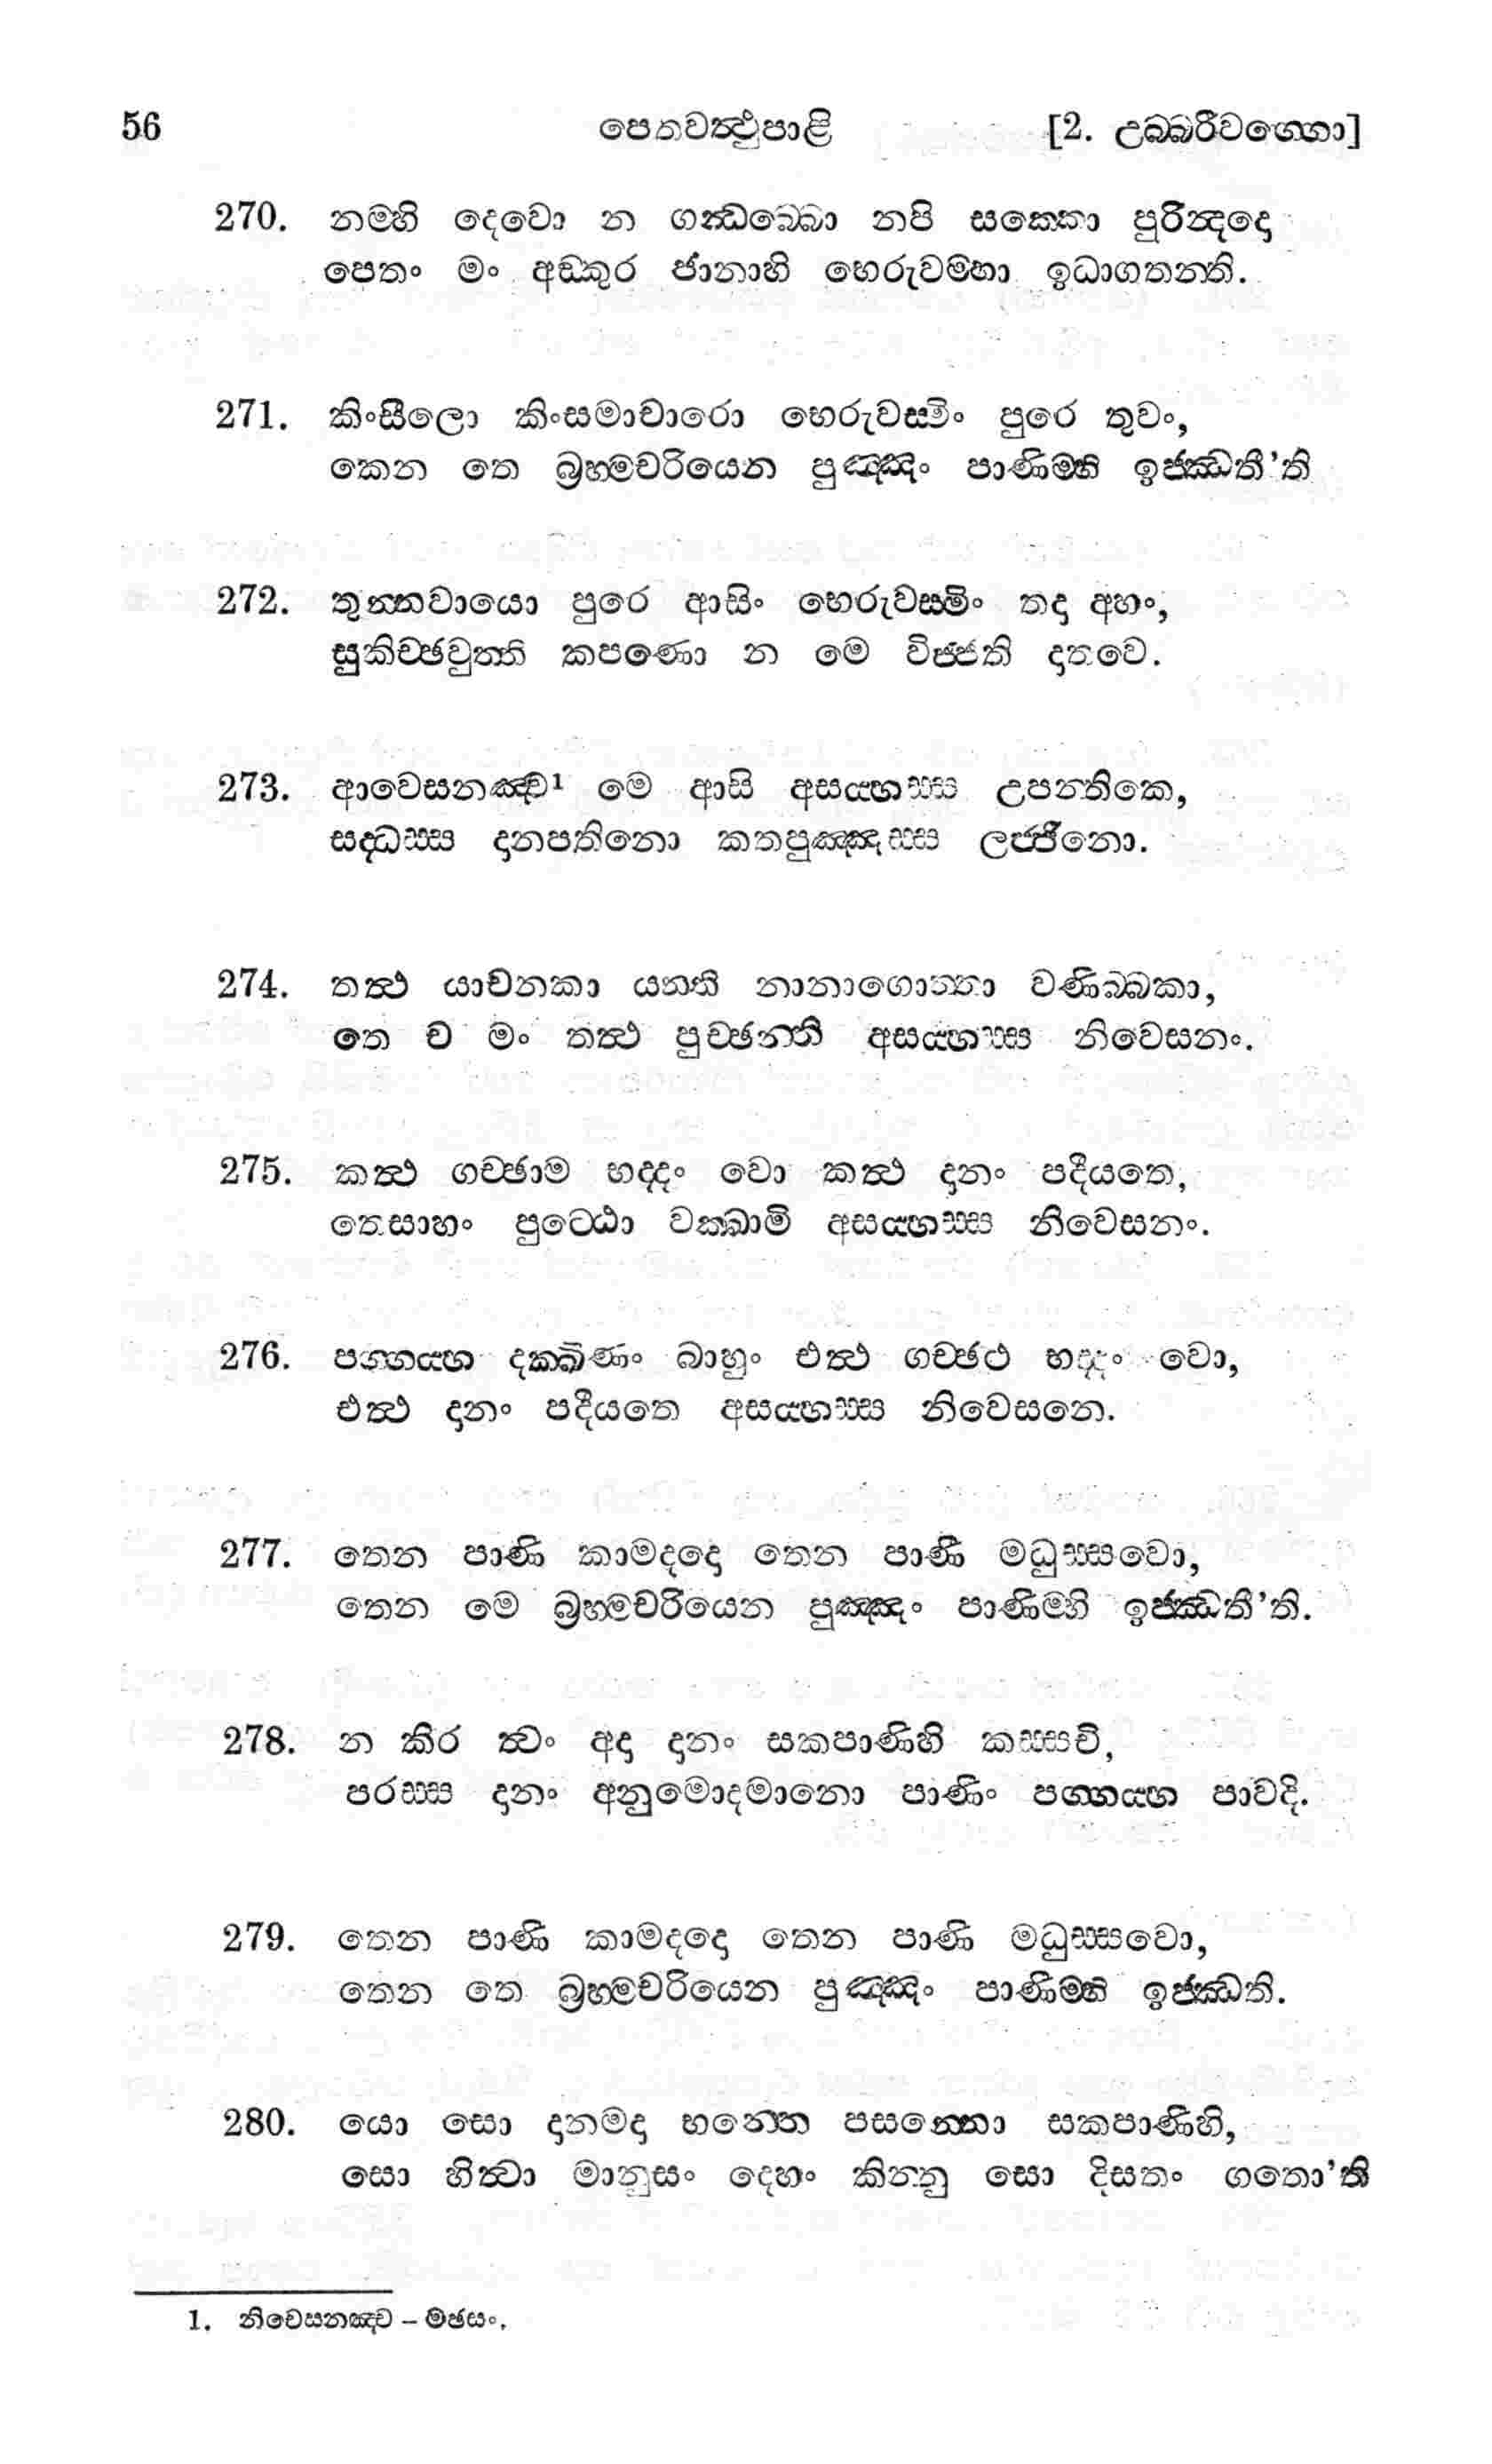 56 පෙතවත්‍ථුපාළි [2. උබ්බරීවග්ගො]
270. නම්හි දෙවො න ගන්‍ධබ්බො නපි සක්කො පුරින්‍දදො
පෙතං මං අඞ්කුර ජානාහි භෙරුවම්හා ඉධාගතන්ති.
271. කිංසීලො කිංසමාචාරො භෙරුවස්මිං පුරෙ තුවං,
කෙන තෙ බ්‍රහ්මචරියෙන පුඤ්ඤං පාණිම්හි ඉජ්ඣතී’ති
272. තුන්නවායො පුරෙ ආසිං භෙරුවස්මිං තදා අහං,
සුකිච්ඡවුත්ති කපණො න මෙ විජ්ජති දාතවෙ.
273. ආවෙසනඤ්ච¹ මෙ ආසි අසය්හස්ස උපන්තිකෙ,
සද්ධස්ස දානපතිනො කතපුඤ්ඤස්ස ලජ්ජිනො.
274. තත්‍ථ යාචනකා යන්ති නානාගොත්තා වණිබ්බකා,
තෙ ච මං තත්‍ථ පුච්ඡන්ති අසය්හස්ස නිවෙසනං.
275. කත්‍ථ ගච්ඡාම භද්දං වො කත්‍ථ දානං පදීයතෙ,
තෙසාහං පුට්ඨො වක්ඛාමි අසය්හස්ස නිවෙසනං.
276. පග්ගය්හ දක්ඛිණං බාහුං එත්‍ථ ගච්ඡථ භද්දං වො,
එත්‍ථ දානං පදීයතෙ අසය්හස්ස නිවෙසනෙ.
277. තෙන පාණි කාමදදො තෙන පාණී මධුස්සවො,
තෙන මෙ බ්‍රහ්මචරියෙන පුඤ්ඤං පාණිම්හි ඉජ්ඣතී’ති.
278. න කිර ත්‍වං අදා දානං සකපාණිහි කස්සචි,
පරස්ස දානං අනුමොදමානො පාණිං පග්ගය්හ පාවදි.
279. තෙන පාණී කාමදදො තෙන පාණි මධුස්සවො,
තෙන තෙ බ්‍රහ්මචරියෙන පුඤ්ඤං පාණිම්හි ඉජ්ඣති.
280. යො සො දානමදා භන්තෙ පසන්නො සකපාණිහි,
සො හිත්‍වා මානුසං දෙහං කින්නු සො දිසතං ගතො’ති
1. නිවෙසනඤ්ච – මඡසං.